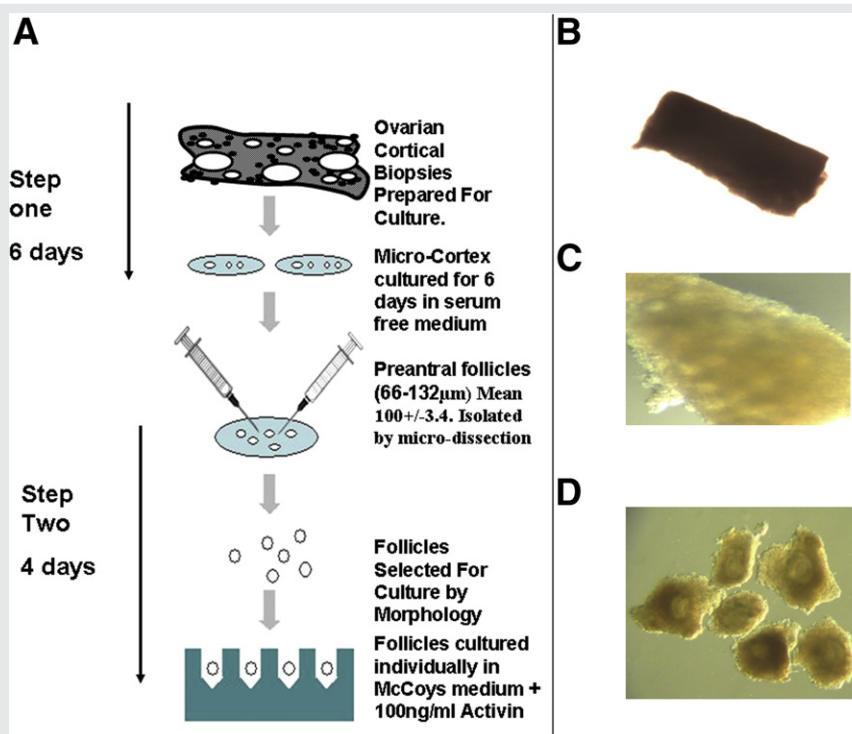 A
Ovarian
Cortical
Biopsies
Prepared For
Culture.
Step
one
6 days
Micro-Cortex
cultured for 6
days in serum
free medium
Preantral follicles
(66-132μm) Mean
100+/-3.4. Isolated
by micro-dissection
Step
Two
4 days
Follicles
Selected For
Culture by
Morphology
Follicles cultured
individually in
McCoys medium +
100ng/ml Activin
B
C
D